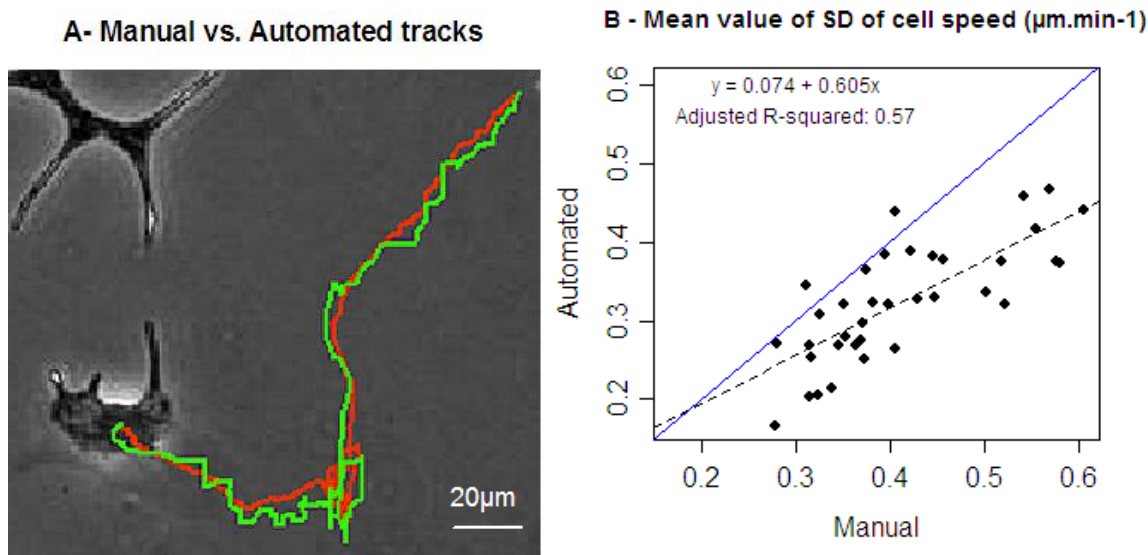 A- Manual vs. Automated tracks
20µm
B - Mean value of SD of cell speed (µm.min-1)
y = 0.074 + 0.605x
Adjusted R-squared: 0.57
0.6
0.5
0.4
0.3
0.2
Automated
0.2 0.3 0.4 0.5 0.6
Manual